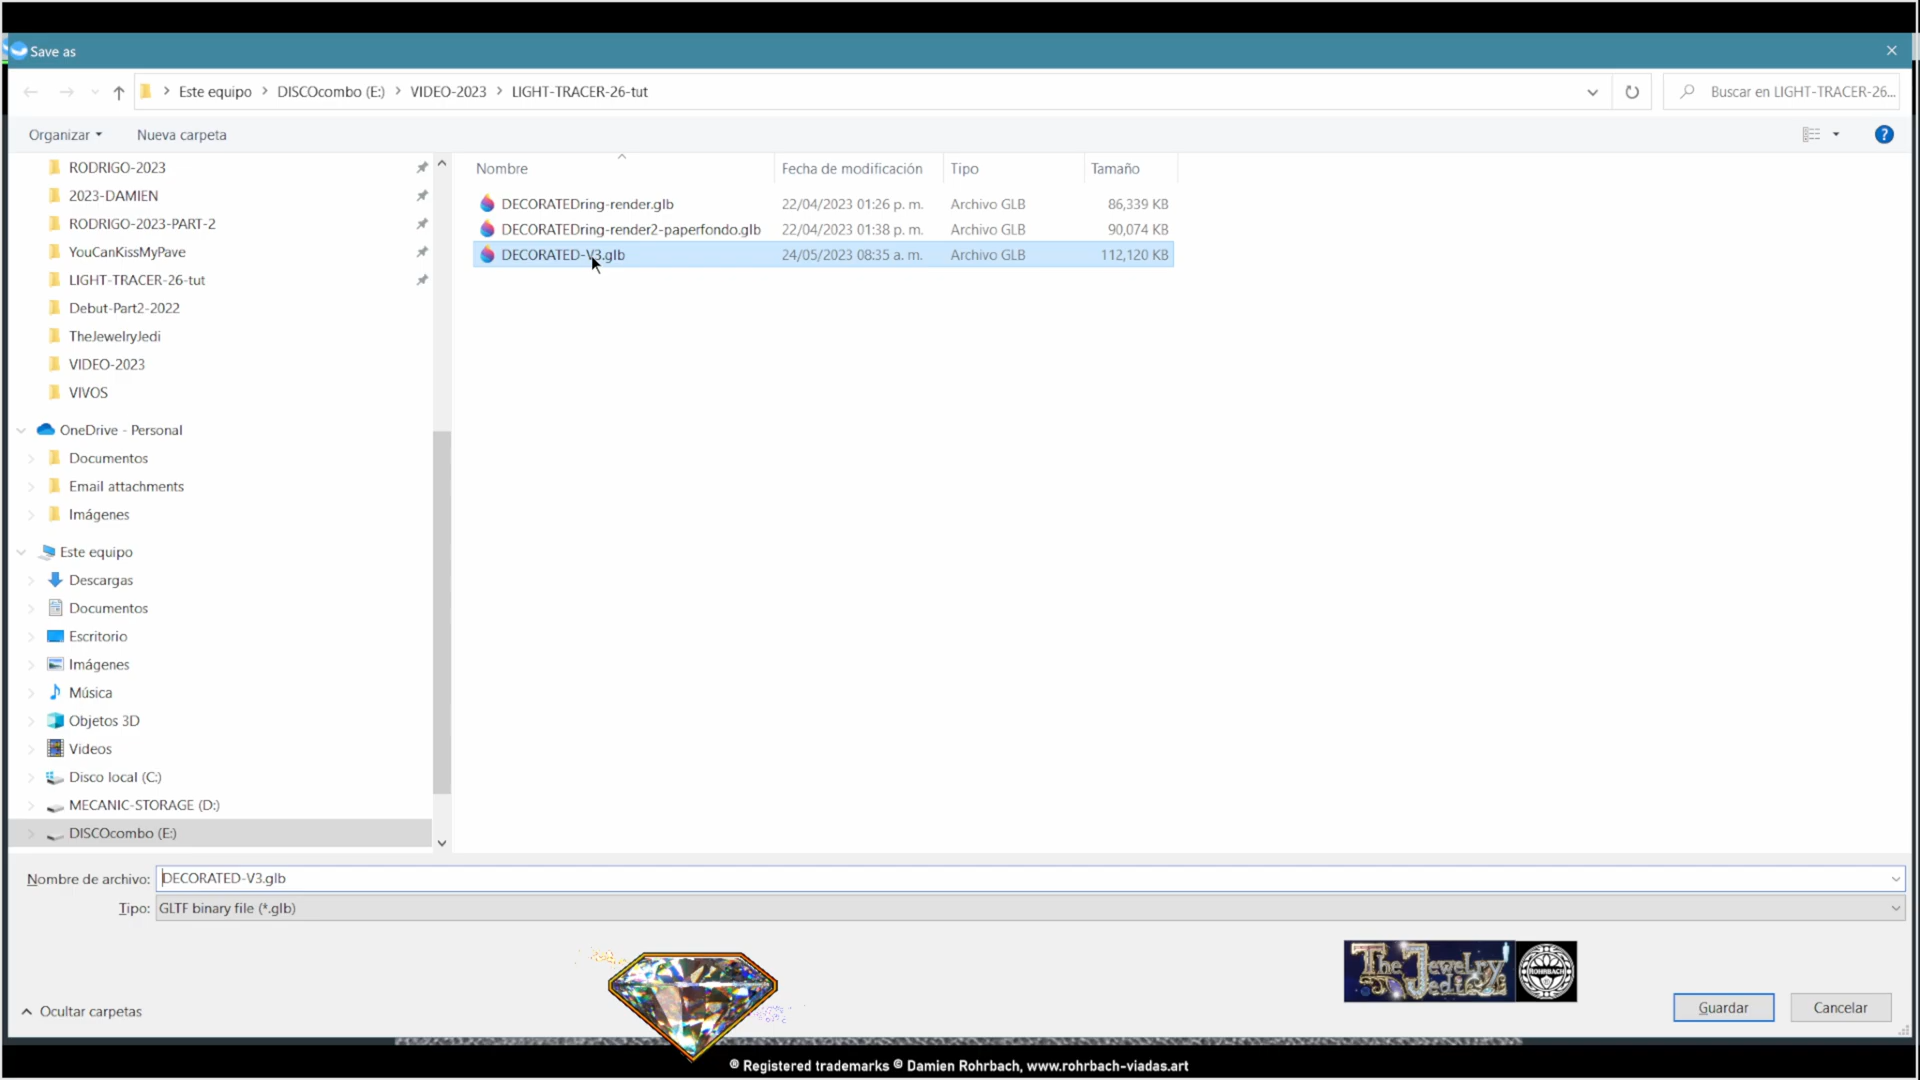 Save as
Este equipo
DISCOcombo (E:)
VIDEO-2023
LIGHT-TRACER-26-tut
Buscar en LIGHT-TRACER-26...
Organizar
Nueva carpeta
RODRIGO-2023
2023-DAMIEN
RODRIGO-2023-PART-2
YouCanKissMyPave
LIGHT-TRACER-26-tut
Debut-Part2-2022
TheJewelryJedi
VIDEO-2023
VIVOS
OneDrive - Personal
Documentos
Email attachments
Imágenes
Este equipo
Descargas
Documentos
Escritorio
Imágenes
Música
Objetos 3D
Videos
Disco local (C:)
MECANIC-STORAGE (D:)
DISCOcombo (E:)
Nombre Fecha de modificación Tipo Tamaño
DECORATEDring-render.glb 22/04/2023 01:26 p. m. Archivo GLB 86,339 KB
DECORATEDring-render2-paperfondo.glb 22/04/2023 01:38 p. m. Archivo GLB 90,074 KB
DECORATED-V3.glb 24/05/2023 08:35 a. m. Archivo GLB 112,120 KB
Nombre de archivo: DECORATED-V3.glb
Tipo: GLTF binary file (*.glb)
The Jewelry
Jedi
ROHRBACH
Ocultar carpetas
Guardar
Cancelar
® Registered trademarks © Damien Rohrbach, www.rohrbach-viadas.art